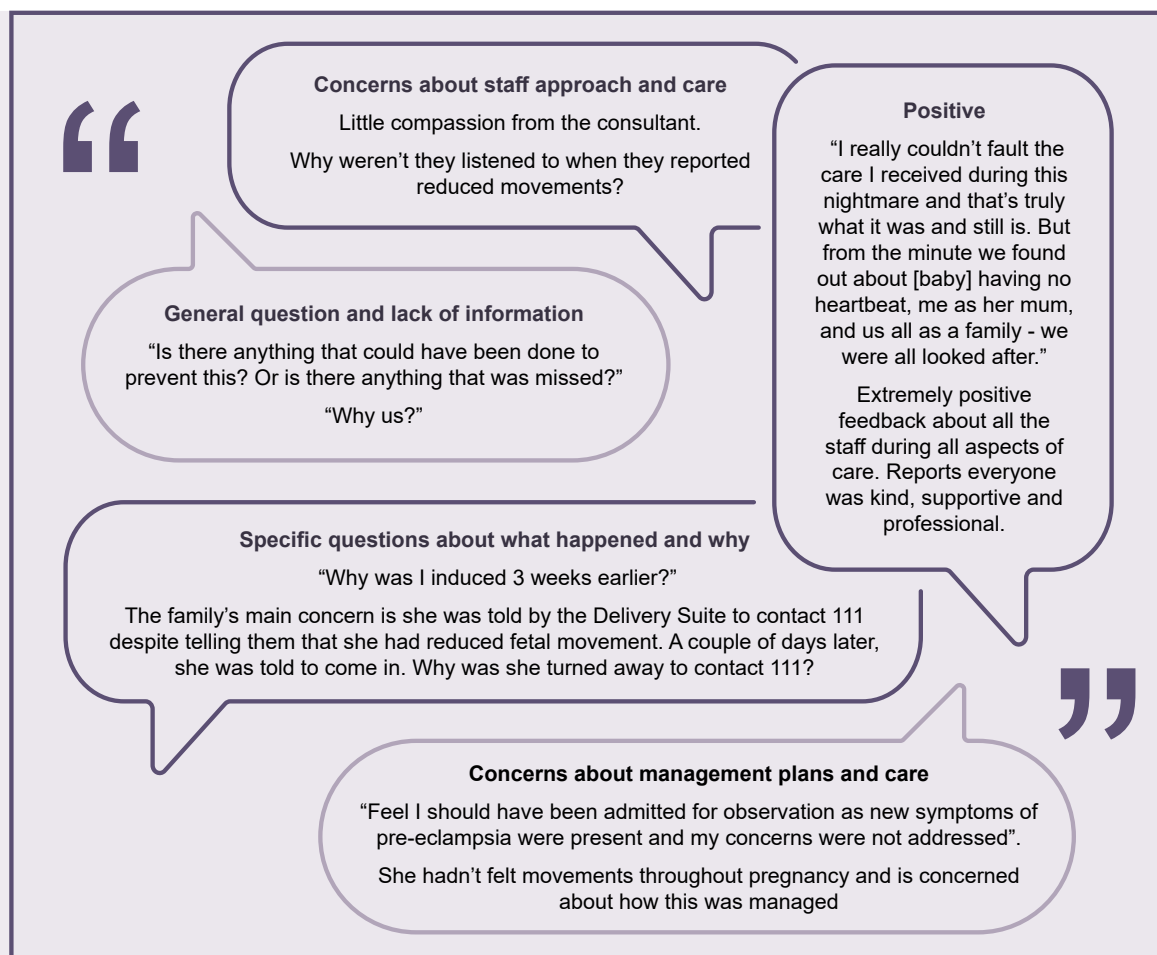 Concerns about staff approach and care
Little compassion from the consultant.
Why weren't they listened to when they reported
reduced movements?
Positive
“I really couldn’t fault the
care I received during this
nightmare and that’s truly
what it was and still is. But
from the minute we found
out about [baby] having no
heartbeat, me as her mum,
and us all as a family - we
were all looked after.”
Extremely positive
feedback about all the
staff during all aspects of
care. Reports everyone
was kind, supportive and
professional.
General question and lack of information
“Is there anything that could have been done to
prevent this? Or is there anything that was missed?”
“Why us?”
Specific questions about what happened and why
“Why was I induced 3 weeks earlier?”
The family’s main concern is she was told by the Delivery Suite to contact 111
despite telling them that she had reduced fetal movement. A couple of days later,
she was told to come in. Why was she turned away to contact 111?
Concerns about management plans and care
“Feel I should have been admitted for observation as new symptoms of
pre-eclampsia were present and my concerns were not addressed”.
She hadn’t felt movements throughout pregnancy and is concerned
about how this was managed